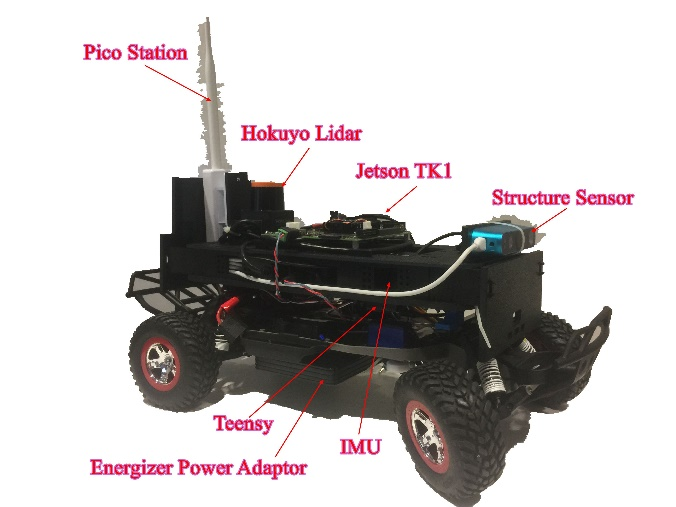 Pico Station
Hokuyo Lidar
Jetson TK1
Structure Sensor
Teensy
IMU
Energizer Power Adaptor